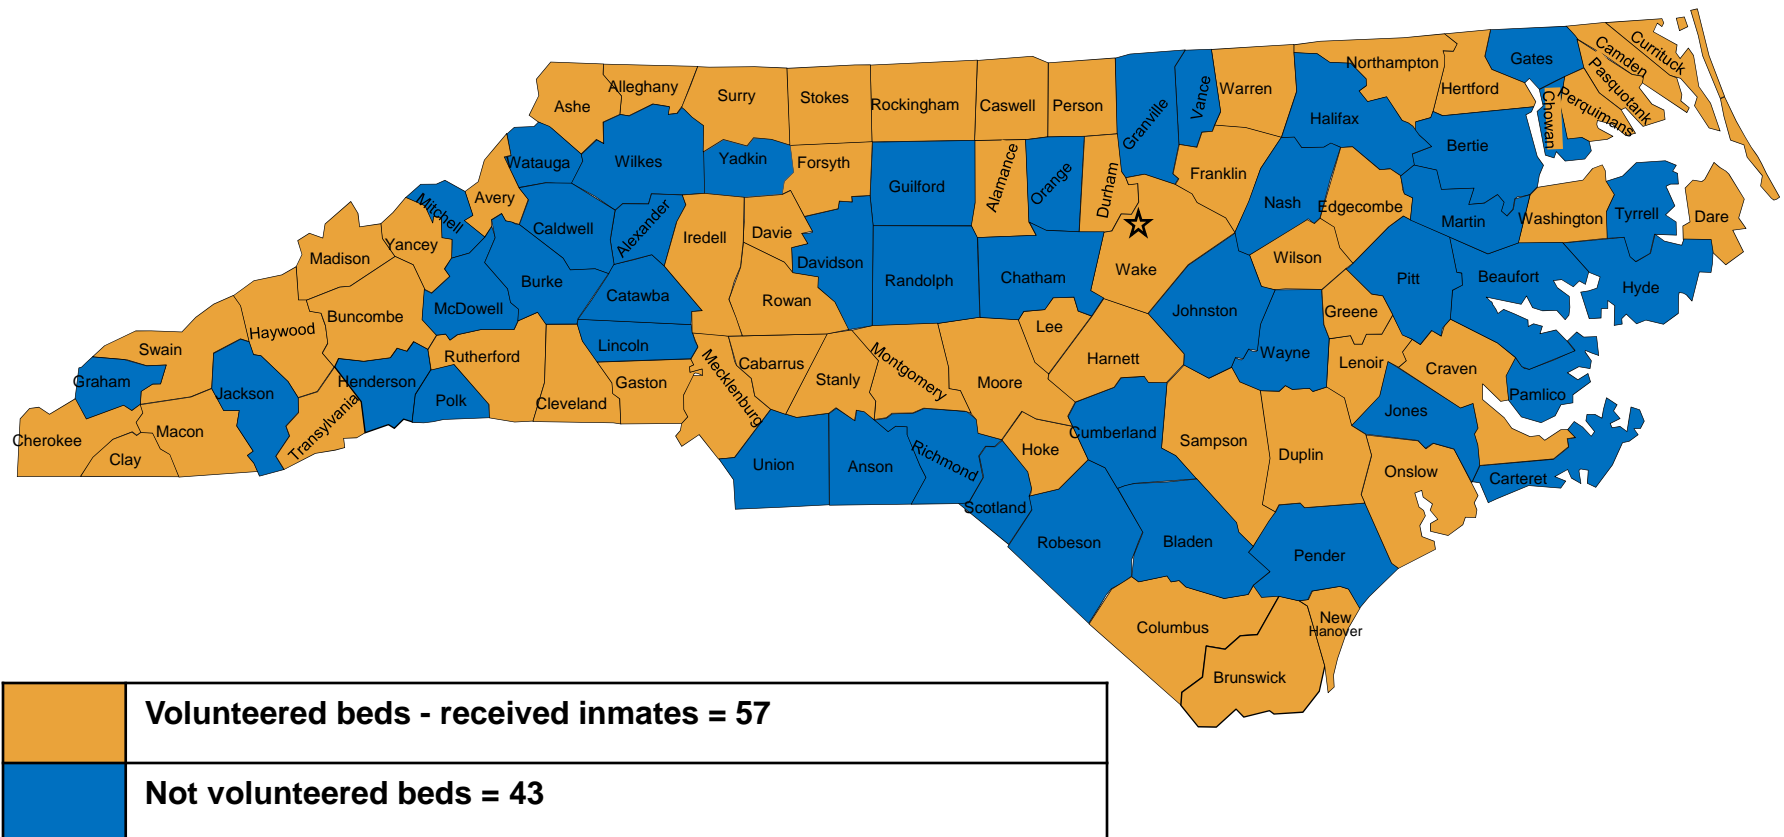 Ashe
Alleghany
Surry
Stokes
Rockingham
Caswell
Person
Granville
Vance
Warren
Northampton
Halifax
Hertford
Gates
Camden
Currituck
Pasquotank
Perquimans
Chowan
Bertie
Watauga
Wilkes
Yadkin
Forsyth
Guilford
Alamance
Orange
Durham
Franklin
Nash
Edgecombe
Martin
Washington
Tyrrell
Dare
Mitchell
Avery
Caldwell
Alexander
Iredell
Davie
Davidson
Randolph
Chatham
Wake
Wilson
Pitt
Beaufort
Hyde
Madison
Yancey
McDowell
Burke
Catawba
Rowan
Johnston
Greene
Swain
Haywood
Buncombe
Rutherford
Lincoln
Cabarrus
Stanly
Montgomery
Moore
Lee
Harnett
Wayne
Lenoir
Craven
Pamlico
Graham
Jackson
Henderson
Polk
Cleveland
Gaston
Mecklenburg
Cherokee
Clay
Macon
Transylvania
Union
Anson
Richmond
Scotland
Hoke
Cumberland
Sampson
Duplin
Jones
Onslow
Carteret
Robeson
Bladen
Pender
Columbus
Brunswick
New
Hanover
Volunteered beds - received inmates = 57
Not volunteered beds = 43